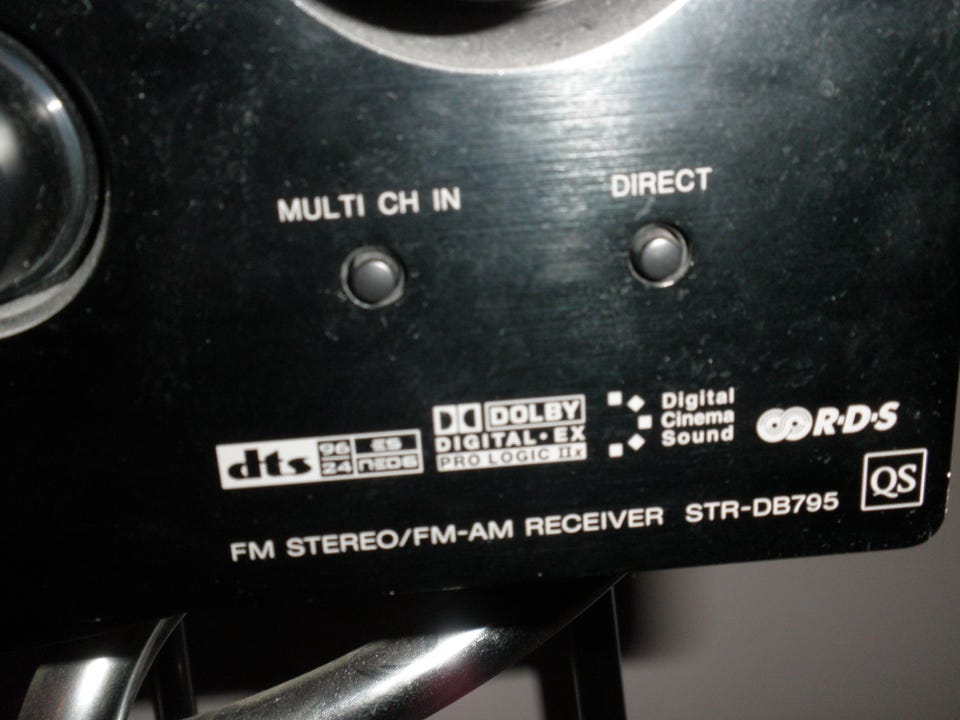 MULTI CH IN
DIRECT
dts 96 24 ES NEO:6
DOLBY
DIGITAL·EX
PRO LOGIC IIx
Digital
Cinema
Sound
R·D·S
QS
FM STEREO/FM-AM RECEIVER STR-DB795